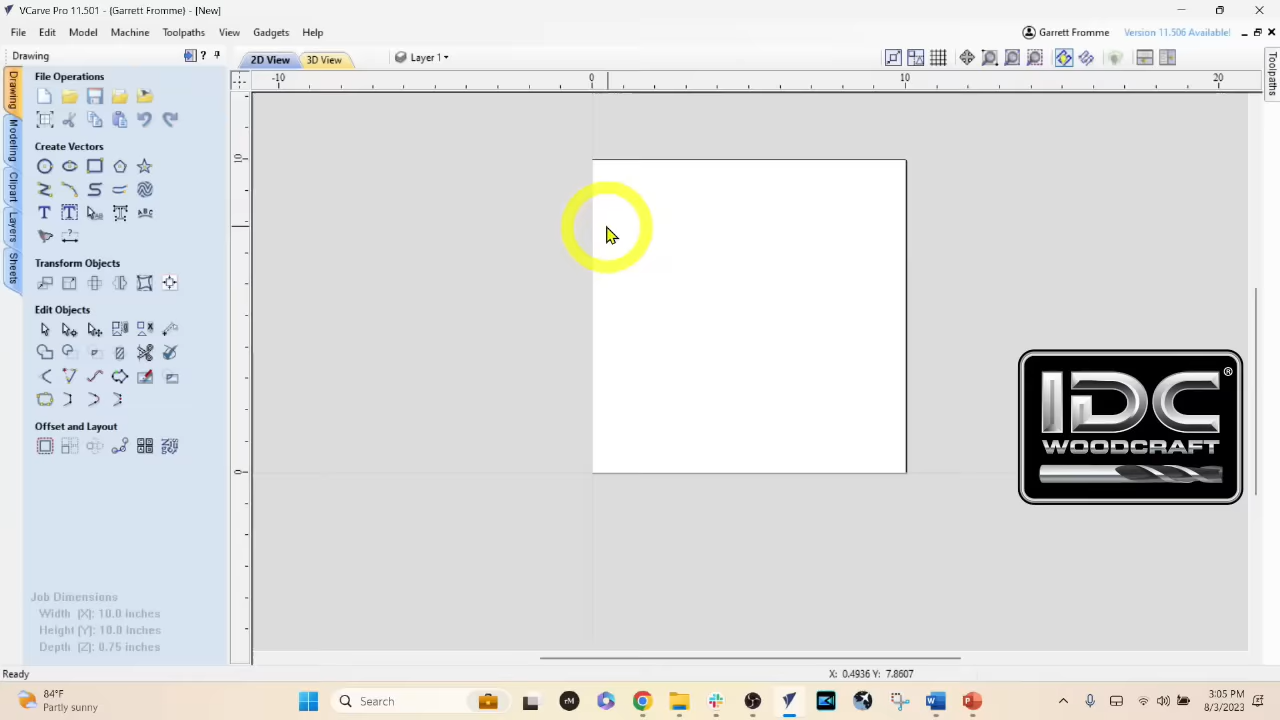 VCarve Pro 11.501 - {Garrett Fromme} - [New]
File Edit Model Machine Toolpaths View Gadgets Help
Garrett Fromme Version 11.506 Available!
Drawing
2D View 3D View Layer 1
-10 0 10 20
Drawing
Modeling
Clipart
Layers
Sheets
File Operations
Create Vectors
Transform Objects
Edit Objects
Offset and Layout
Job Dimensions
Width (X): 10.0 inches
Height (Y): 10.0 inches
Depth (Z): 0.75 inches
10
0
Toolpaths
IDC®
WOODCRAFT
Ready
X: 0.4936 Y: 7.8607
84°F
Partly sunny
Search
3:05 PM
8/3/2023